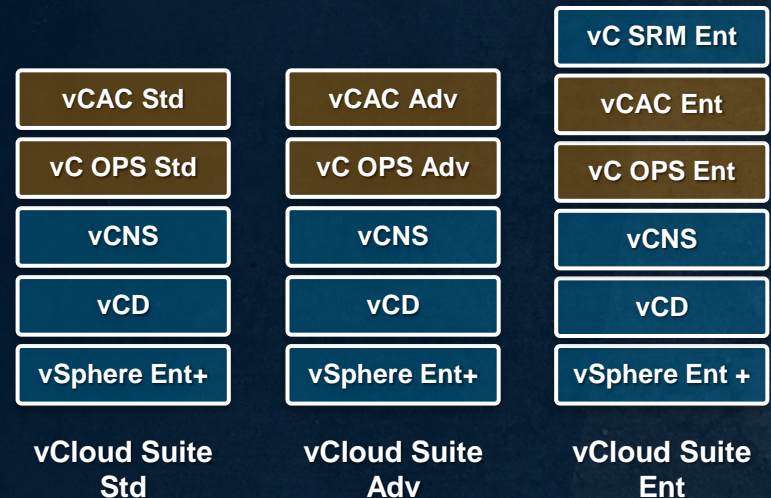 vCAC Std
vC OPS Std
vCNS
vCD
vSphere Ent+
vCloud Suite
Std
vCAC Adv
vC OPS Adv
vCNS
vCD
vSphere Ent+
vCloud Suite
Adv
vC SRM Ent
vCAC Ent
vC OPS Ent
vCNS
vCD
vSphere Ent +
vCloud Suite
Ent